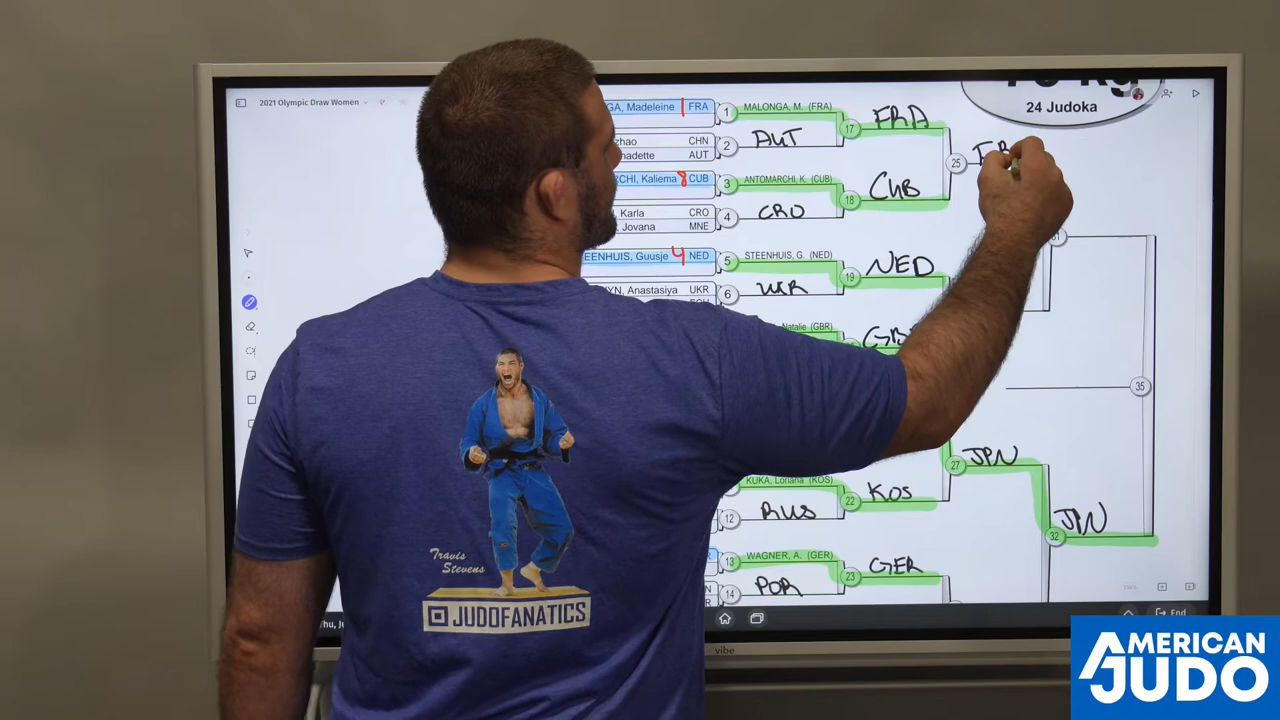 2021 Olympic Draw Women
24 Judoka
GA, Madeleine 1 FRA
1 MALONGA, M. (FRA)
17 FRA
zhao CHN
nadette AUT
2 AUT
25
RCHI, Kaliema 8 CUB
3 ANTOMARCHI, K. (CUB)
18 CUB
, Karla CRO
, Jovana MNE
4 CRO
EENHUIS, Guusje 4 NED
5 STEENHUIS, G. (NED)
19 NED
YN, Anastasiya UKR
6 UKR
Natalie (GBR)
35
27 JPN
KUKA, Loriana (KOS)
22 KOS
12 RUS
32 JPN
13 WAGNER, A. (GER)
23 GER
14 POR
Thu, Ju
End
vibe
Travis
Stevens
JUDOFANATICS
AMERICAN
JUDO